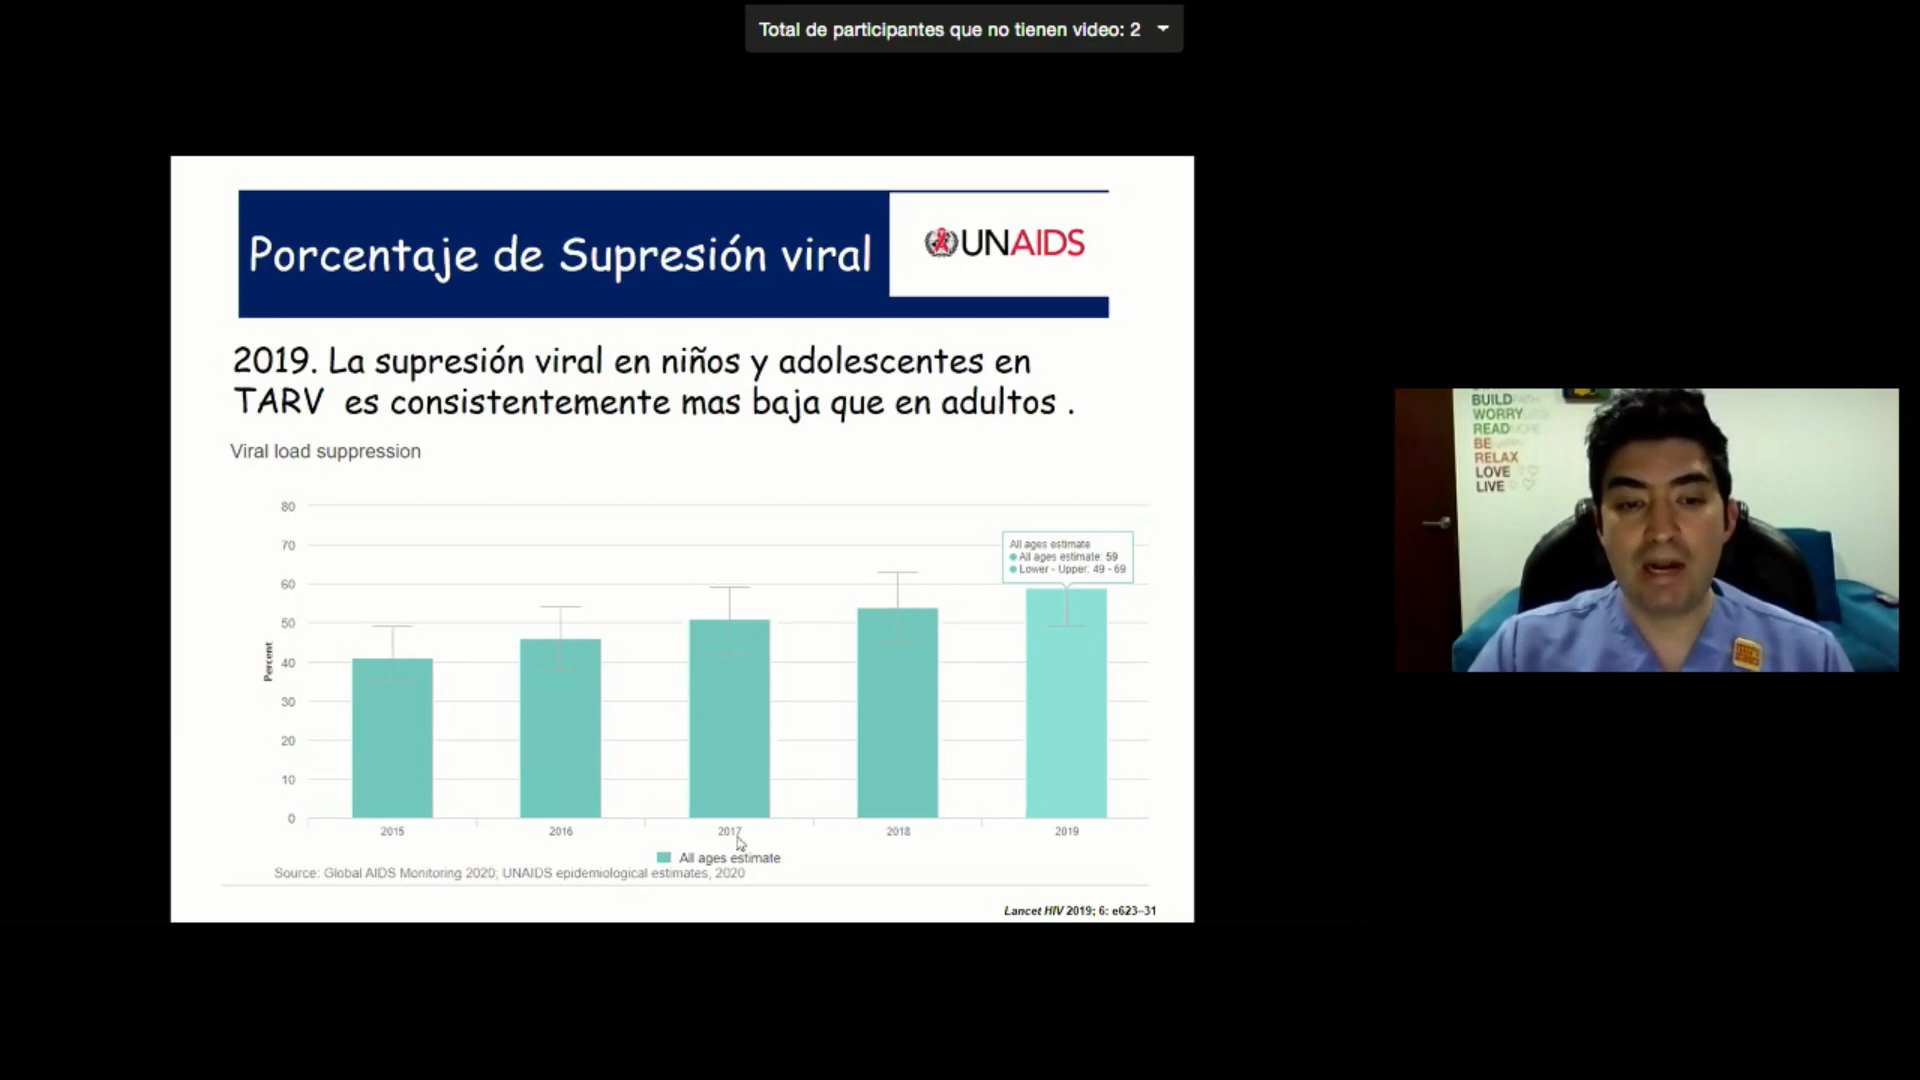 Total de participantes que no tienen video: 2
Porcentaje de Supresión viral
UNAIDS
2019. La supresión viral en niños y adolescentes en
TARV es consistentemente mas baja que en adultos .
Viral load suppression
80
70
60
50
40
30
20
10
0
Percent
All ages estimate
All ages estimate: 59
Lower - Upper: 49 - 69
2015
2016
2017
2018
2019
All ages estimate
Source: Global AIDS Monitoring 2020; UNAIDS epidemiological estimates, 2020
Lancet HIV 2019; 6: e623–31
BUILD
WORRY
READ
BE
RELAX
LOVE
LIVE